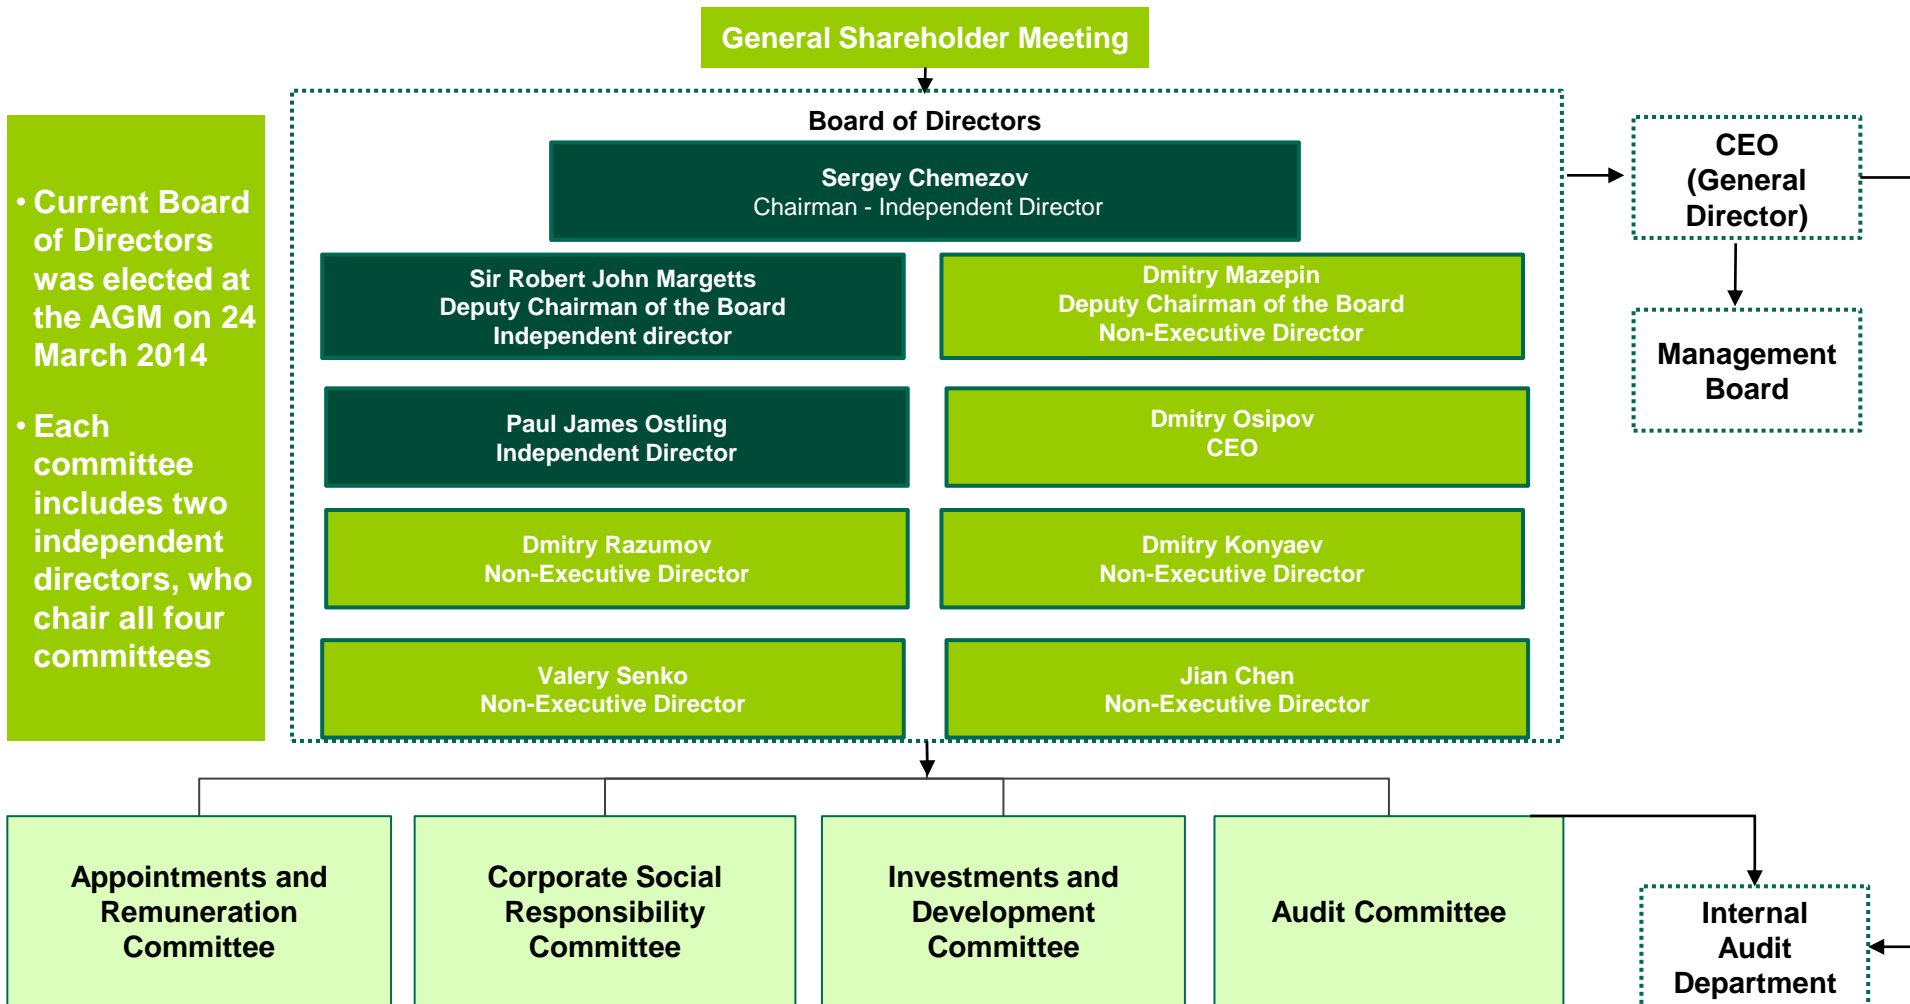 General Shareholder Meeting
• Current Board
of Directors
was elected at
the AGM on 24
March 2014
• Each
committee
includes two
independent
directors, who
chair all four
committees
Board of Directors
Sergey Chemezov
Chairman - Independent Director
Sir Robert John Margetts
Deputy Chairman of the Board
Independent director
Dmitry Mazepin
Deputy Chairman of the Board
Non-Executive Director
Paul James Ostling
Independent Director
Dmitry Osipov
CEO
Dmitry Razumov
Non-Executive Director
Dmitry Konyaev
Non-Executive Director
Valery Senko
Non-Executive Director
Jian Chen
Non-Executive Director
CEO
(General
Director)
Management
Board
Appointments and
Remuneration
Committee
Corporate Social
Responsibility
Committee
Investments and
Development
Committee
Audit Committee
Internal
Audit
Department